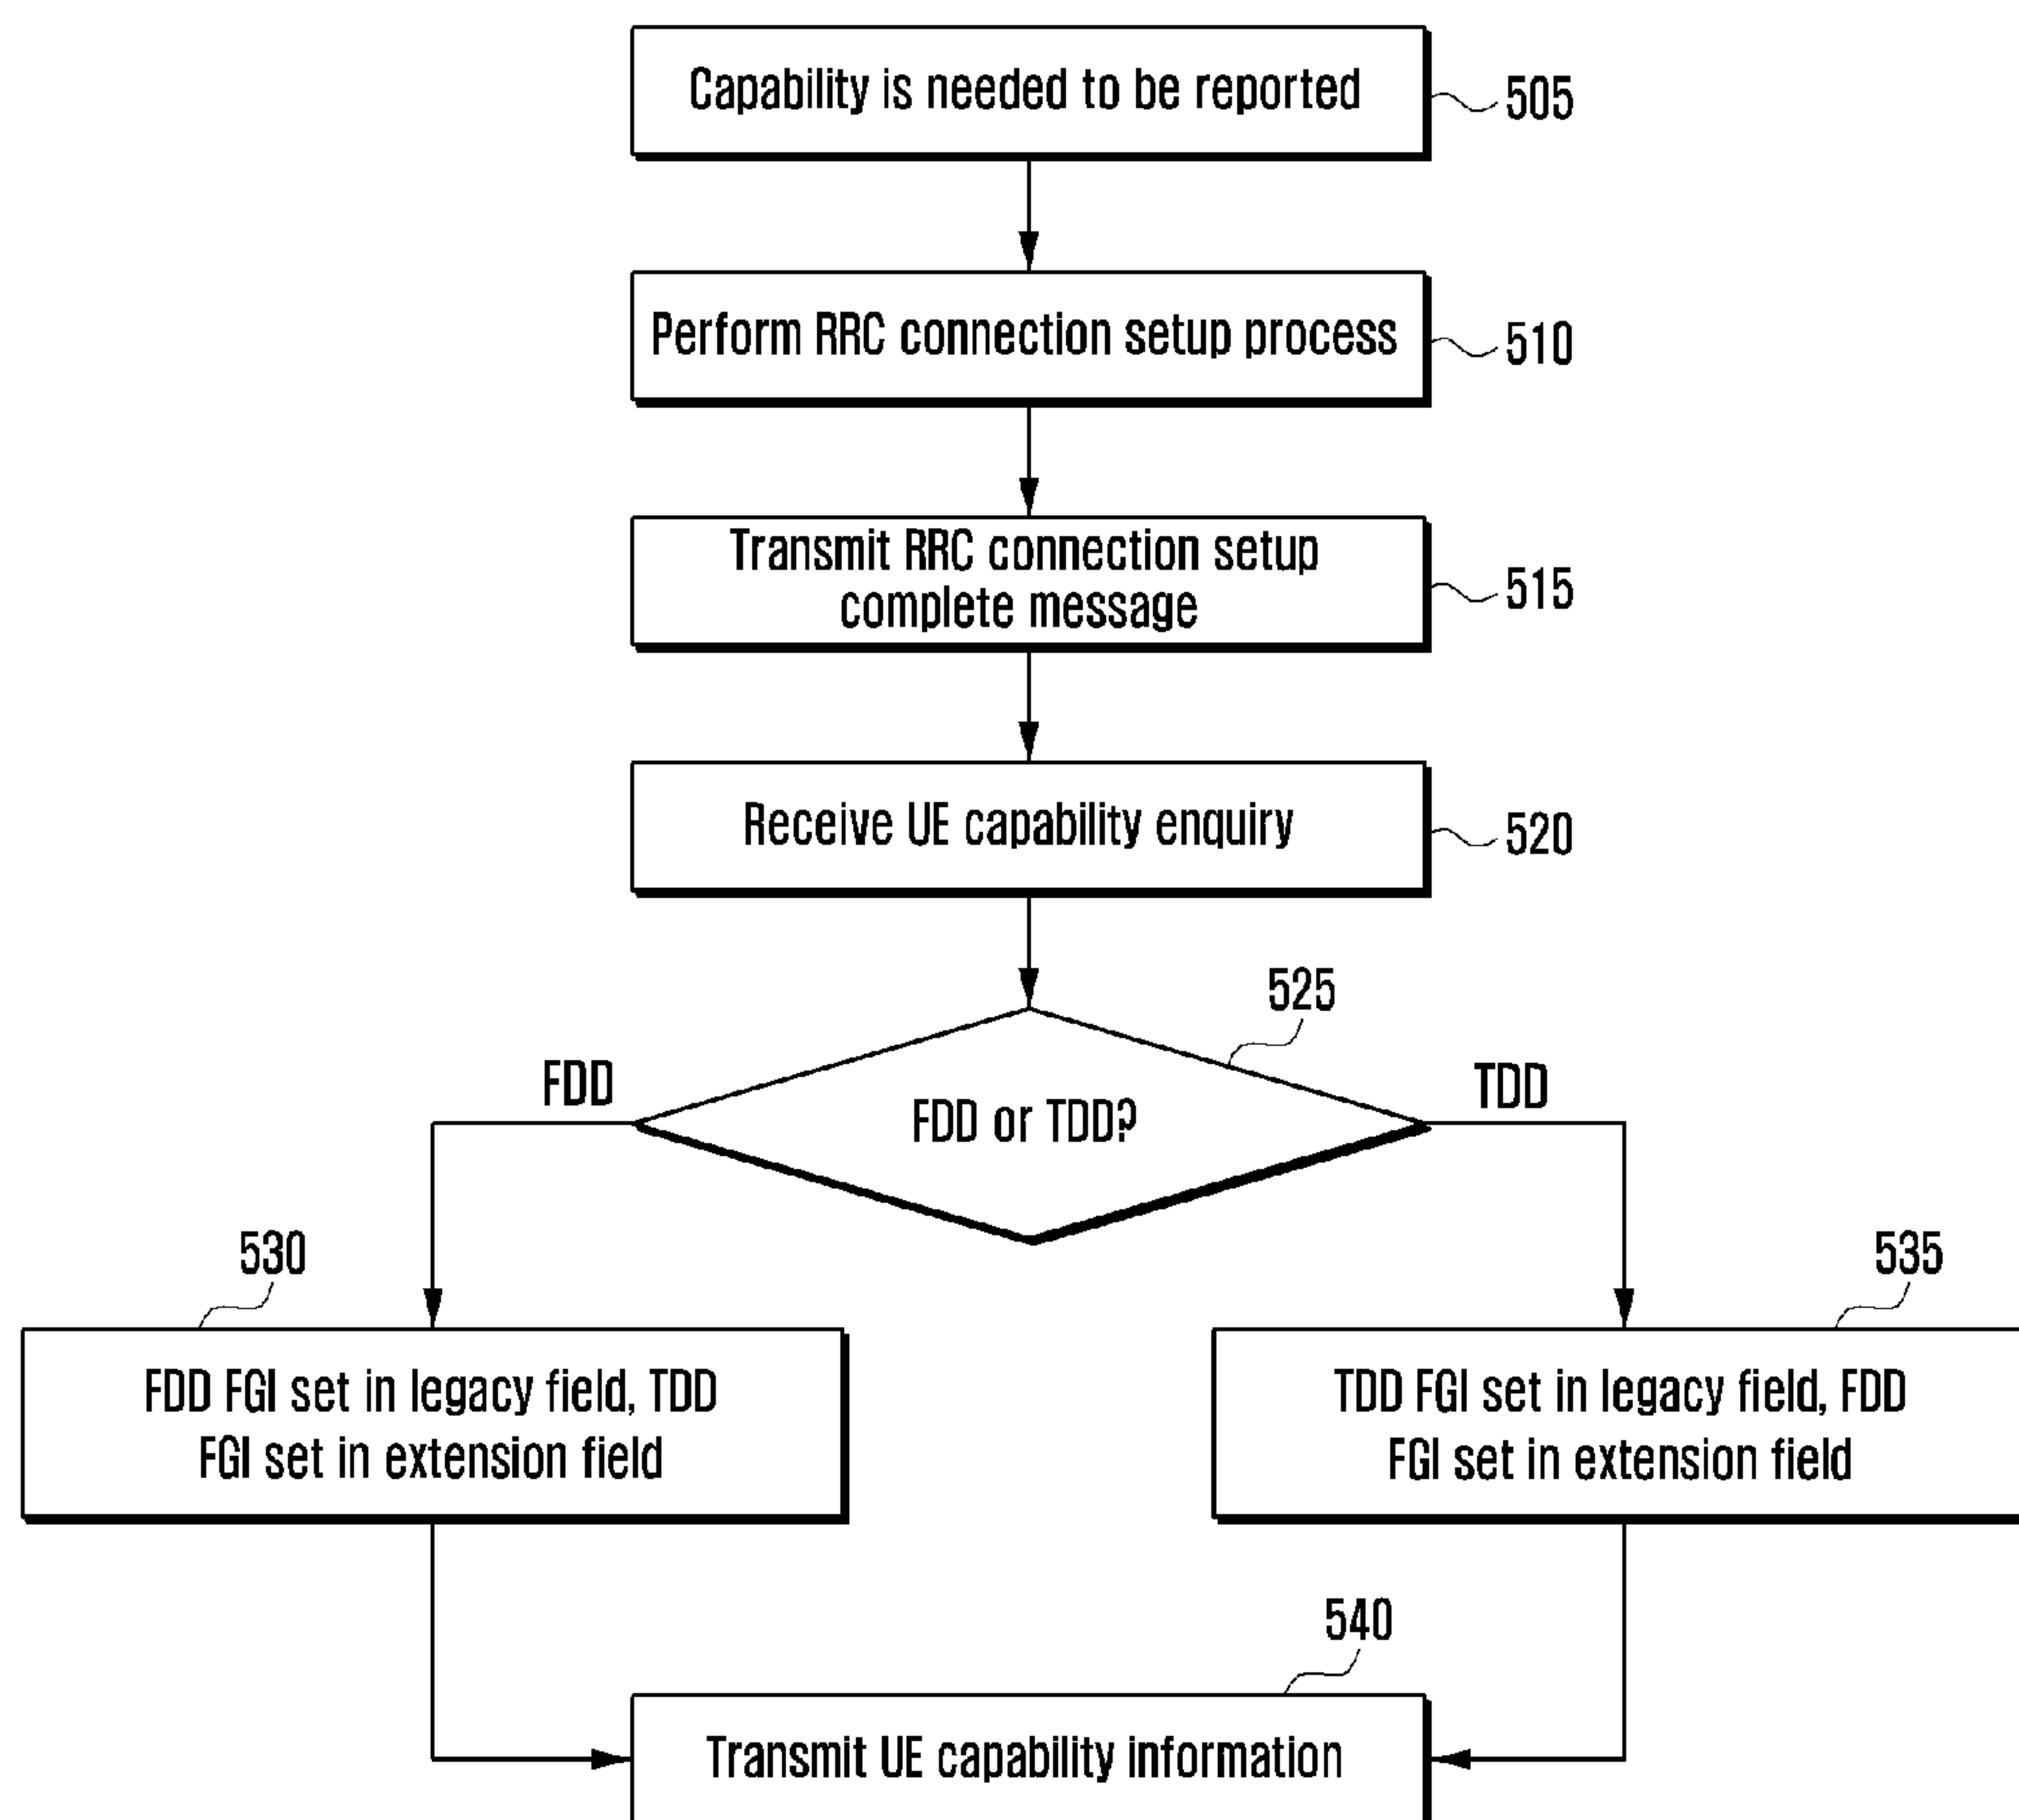 Capability is needed to be reported
505
Perform RRC connection setup process
510
Transmit RRC connection setup
complete message
515
Receive UE capability enquiry
520
525
FDD
FDD or TDD?
TDD
530
535
FDD FGI set in legacy field, TDD
FGI set in extension field
TDD FGI set in legacy field, FDD
FGI set in extension field
540
Transmit UE capability information